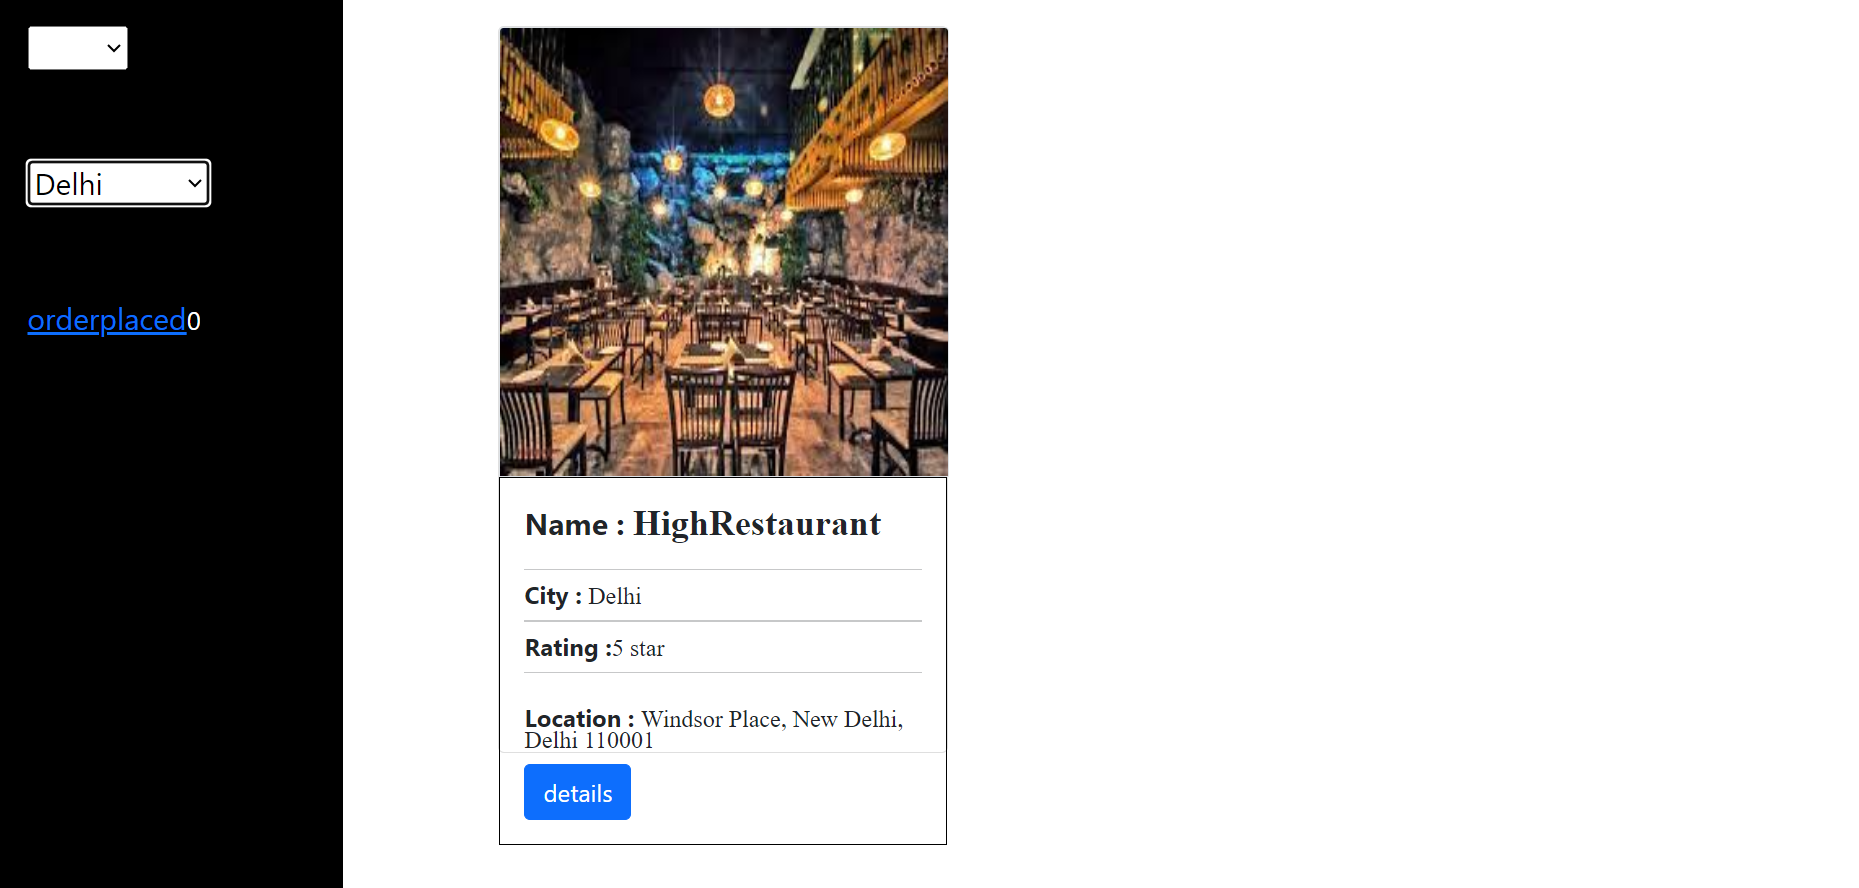 Delhi
orderplaced0
Name : HighRestaurant
City : Delhi
Rating :5 star
Location : Windsor Place, New Delhi,
Delhi 110001
details